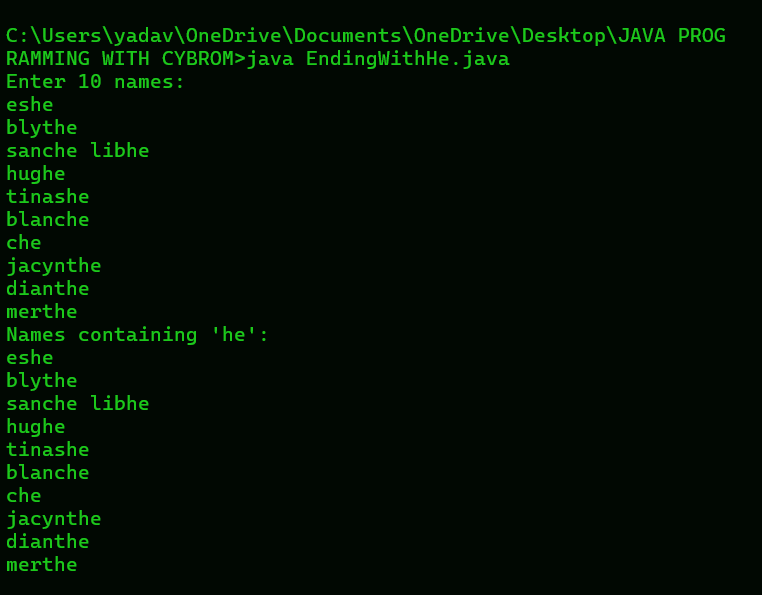 C:\Users\yadav\OneDrive\Documents\OneDrive\Desktop\JAVA PROG
RAMMING WITH CYBROM>java EndingWithHe.java
Enter 10 names:
eshe
blythe
sanche libhe
hughe
tinashe
blanche
che
jacynthe
dianthe
merthe
Names containing 'he':
eshe
blythe
sanche libhe
hughe
tinashe
blanche
che
jacynthe
dianthe
merthe